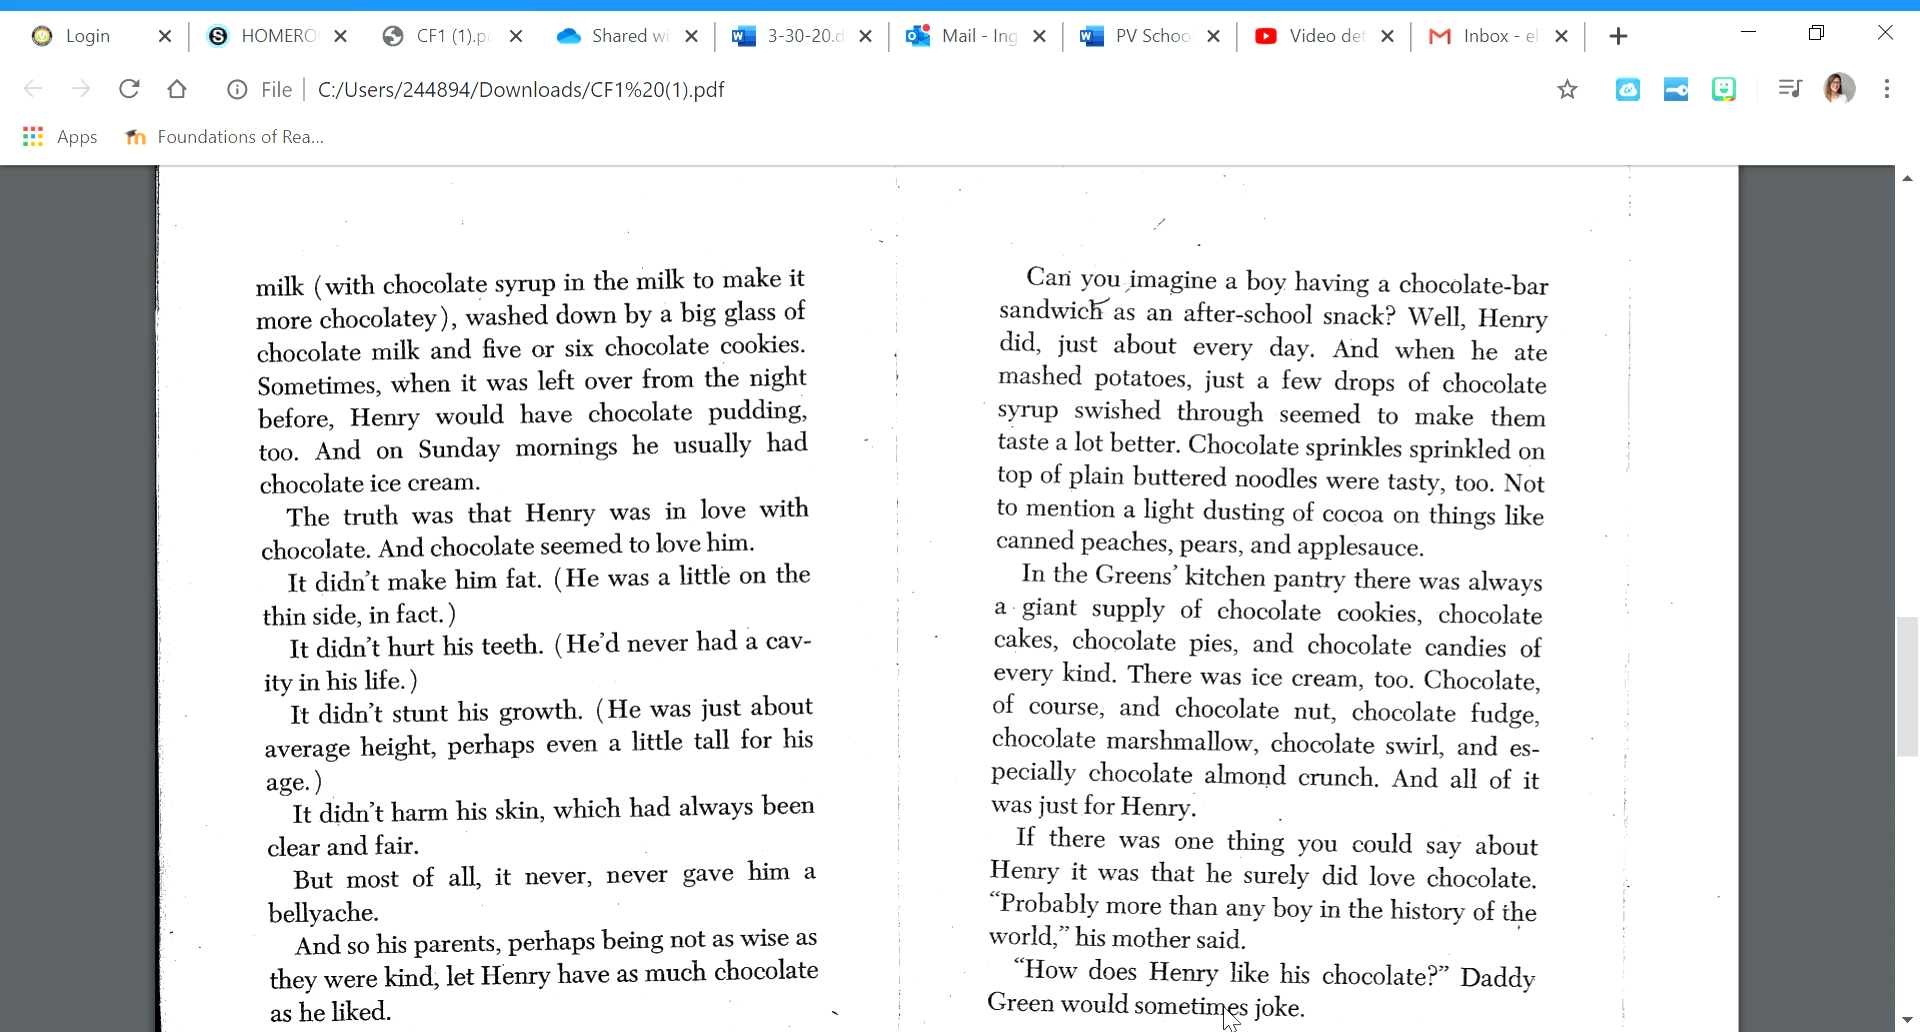 Login
HOMERO
CF1 (1).p
Shared wi
3-30-20.d
Mail - Ing
PV Schoo
Video det
Inbox - el
File
C:/Users/244894/Downloads/CF1%20(1).pdf
Apps
Foundations of Rea...
milk (with chocolate syrup in the milk to make it
more chocolatey), washed down by a big glass of
chocolate milk and five or six chocolate cookies.
Sometimes, when it was left over from the night
before, Henry would have chocolate pudding,
too. And on Sunday mornings he usually had
chocolate ice cream.
The truth was that Henry was in love with
chocolate. And chocolate seemed to love him.
It didn't make him fat. (He was a little on the
thin side, in fact.)
It didn't hurt his teeth. (He'd never had a cav-
ity in his life.)
It didn't stunt his growth. (He was just about
average height, perhaps even a little tall for his
age.)
It didn't harm his skin, which had always been
clear and fair.
But most of all, it never, never gave him a
bellyache.
And so his parents, perhaps being not as wise as
they were kind, let Henry have as much chocolate
as he liked.
Can you imagine a boy having a chocolate-bar
sandwich as an after-school snack? Well, Henry
did, just about every day. And when he ate
mashed potatoes, just a few drops of chocolate
syrup swished through seemed to make them
taste a lot better. Chocolate sprinkles sprinkled on
top of plain buttered noodles were tasty, too. Not
to mention a light dusting of cocoa on things like
canned peaches, pears, and applesauce.
In the Greens' kitchen pantry there was always
a giant supply of chocolate cookies, chocolate
cakes, chocolate pies, and chocolate candies of
every kind. There was ice cream, too. Chocolate,
of course, and chocolate nut, chocolate fudge,
chocolate marshmallow, chocolate swirl, and es-
pecially chocolate almond crunch. And all of it
was just for Henry.
If there was one thing you could say about
Henry it was that he surely did love chocolate.
"Probably more than any boy in the history of the
world," his mother said.
"How does Henry like his chocolate?" Daddy
Green would sometimes joke.